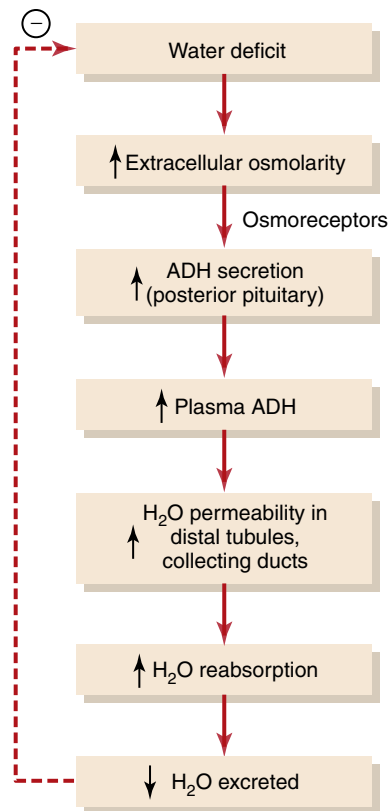 −
Water deficit
↑ Extracellular osmolarity
Osmoreceptors
ADH secretion
↑ (posterior pituitary)
↑ Plasma ADH
H₂O permeability in
↑ distal tubules,
collecting ducts
↑ H₂O reabsorption
↓ H₂O excreted